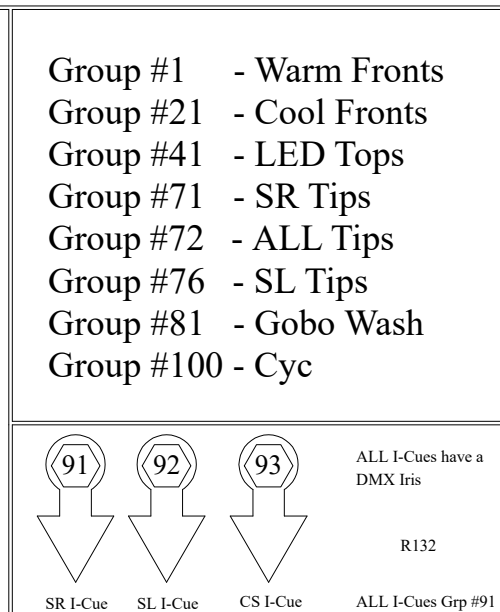 Group #1 - Warm Fronts
Group #21 - Cool Fronts
Group #41 - LED Tops
Group #71 - SR Tips
Group #72 - ALL Tips
Group #76 - SL Tips
Group #81 - Gobo Wash
Group #100 - Cyc
91 92 93
ALL I-Cues have a
DMX Iris
R132
SR I-Cue SL I-Cue CS I-Cue ALL I-Cues Grp #91